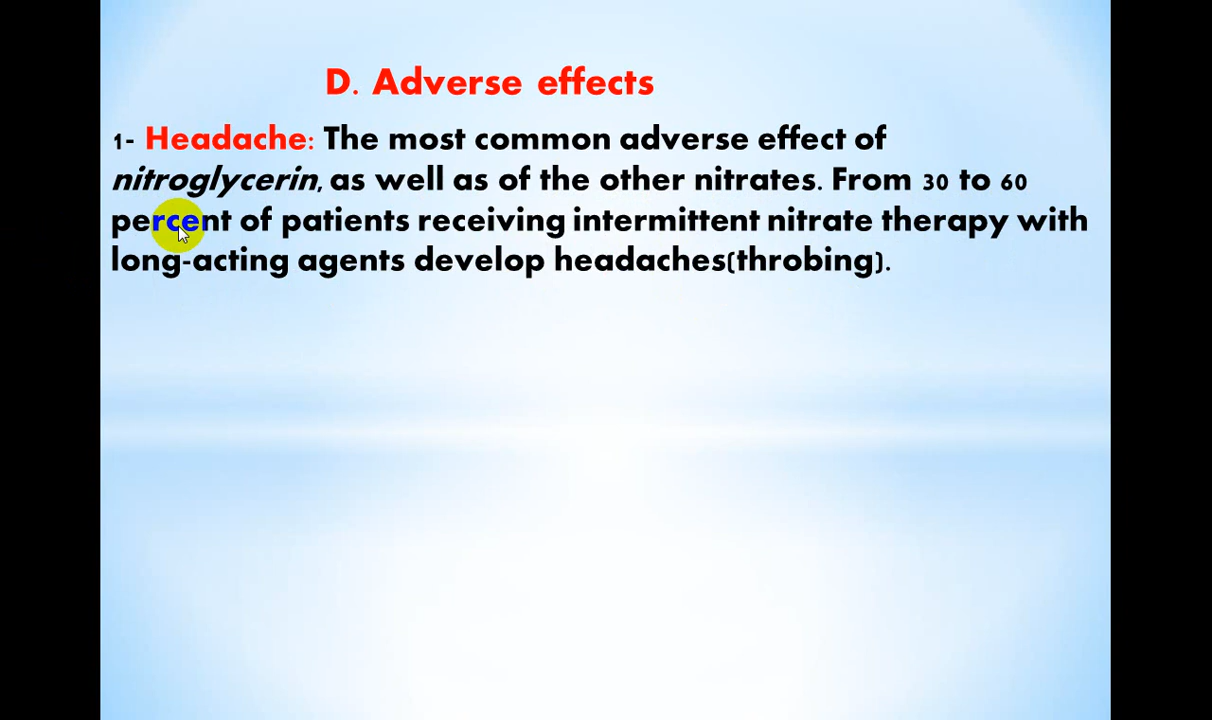 D. Adverse effects
1- Headache: The most common adverse effect of
nitroglycerin, as well as of the other nitrates. From 30 to 60
percent of patients receiving intermittent nitrate therapy with
long-acting agents develop headaches(throbing).